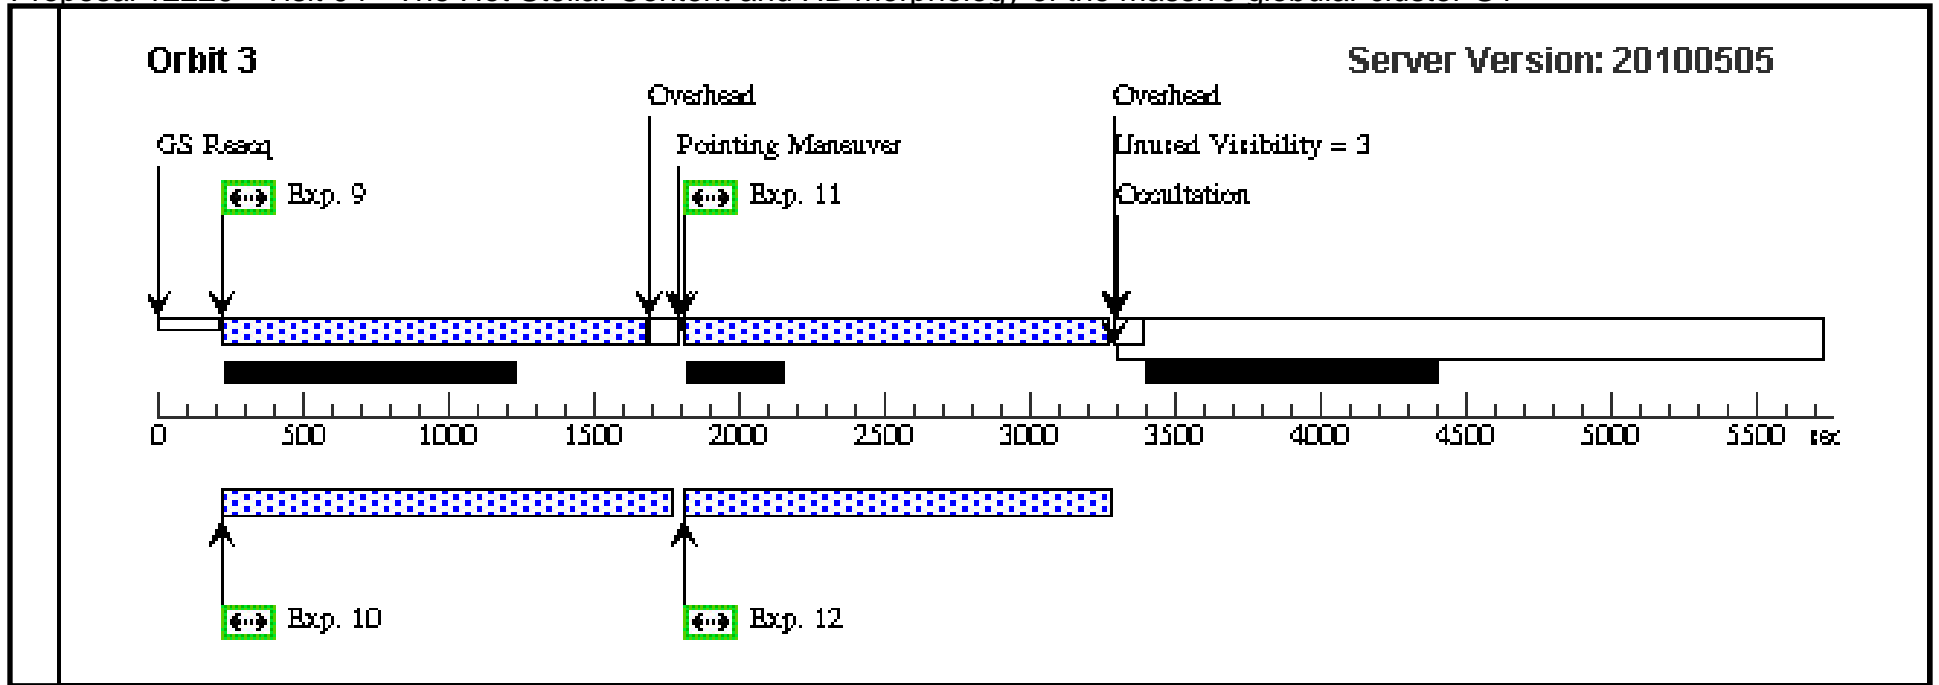 Orbit 3
Server Version: 20100505
Overhead
Overhead
GS Reacq
Pointing Maneuver
Unused Visibility = 3
Exp. 9
Exp. 11
Occultation
0 500 1000 1500 2000 2500 3000 3500 4000 4500 5000 5500 sec
Exp. 10
Exp. 12